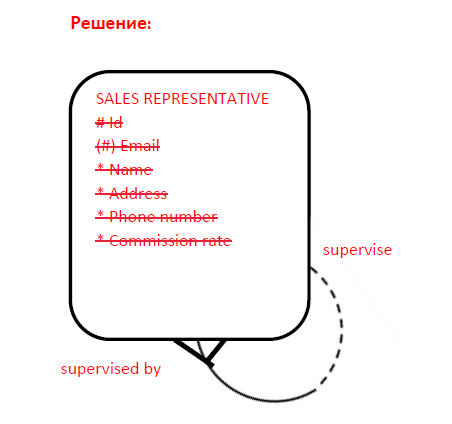 Решение:
SALES REPRESENTATIVE
# Id
(#) Email
* Name
* Address
* Phone number
* Commission rate
supervise
supervised by